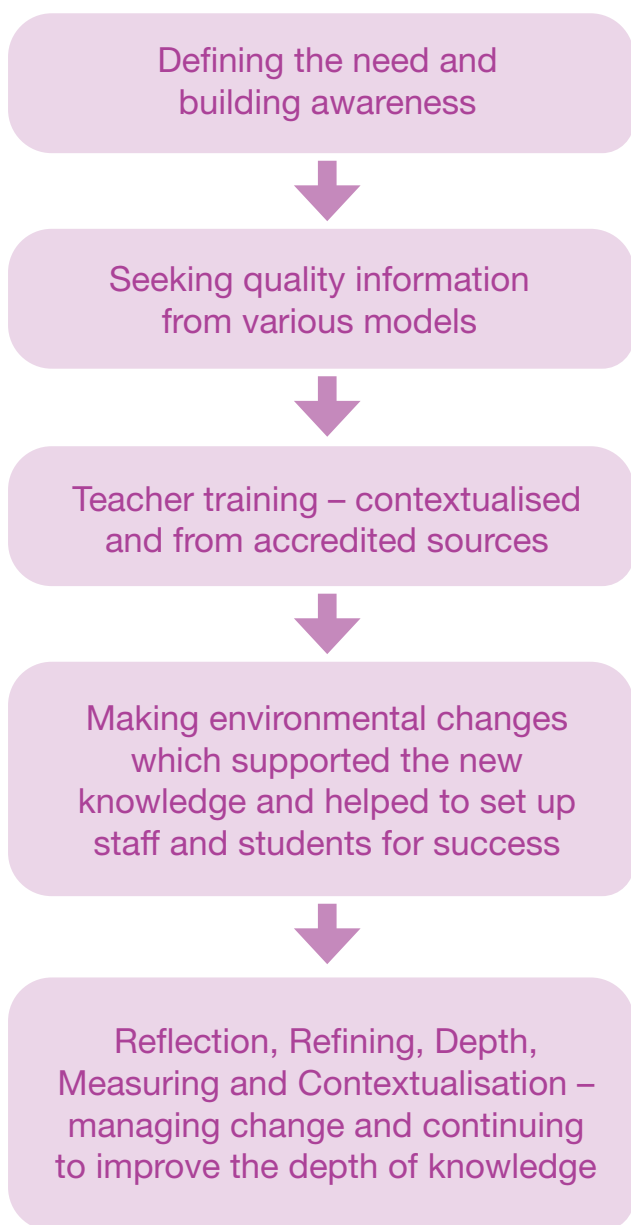 Defining the need and
building awareness
Seeking quality information
from various models
Teacher training – contextualised
and from accredited sources
Making environmental changes
which supported the new
knowledge and helped to set up
staff and students for success
Reflection, Refining, Depth,
Measuring and Contextualisation –
managing change and continuing
to improve the depth of knowledge